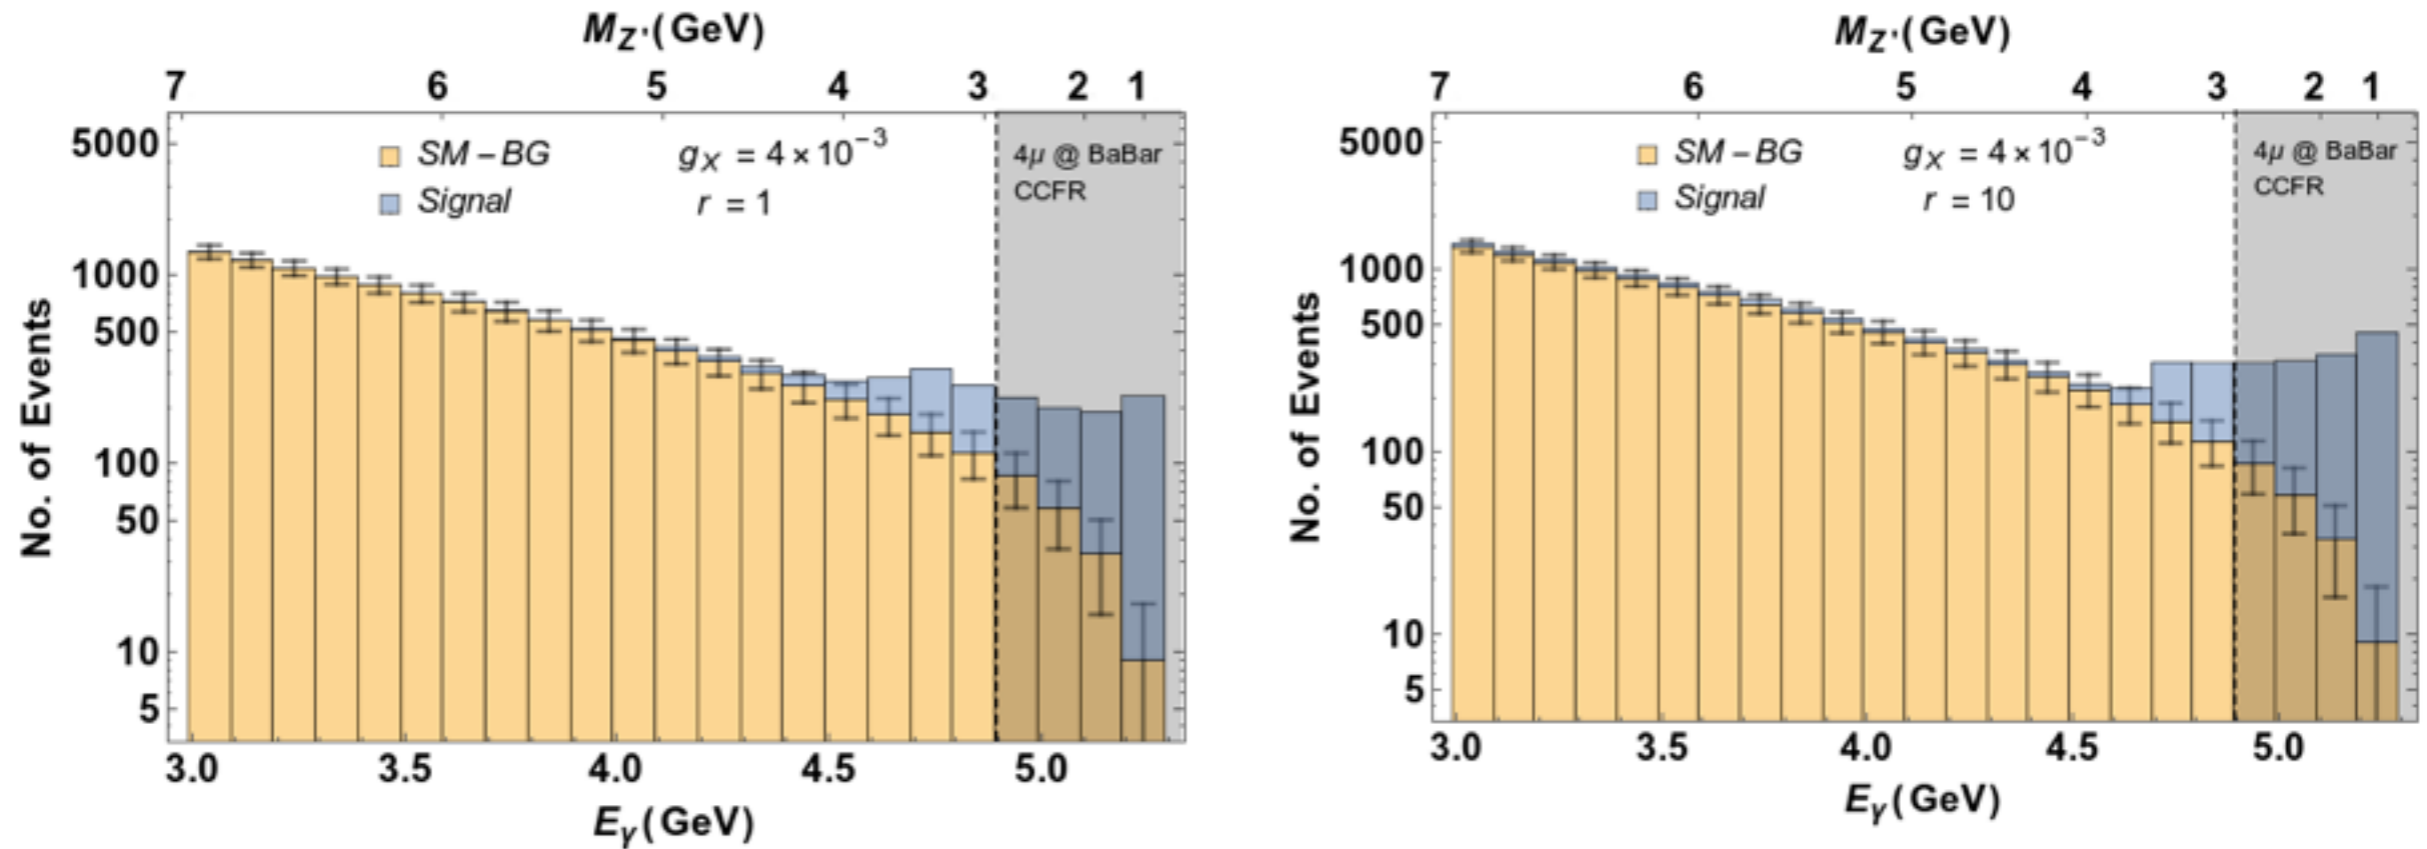 M_Z' (GeV)
7 6 5 4 3 2 1
5000
1000
500
100
50
10
5
No. of Events
SM – BG
Signal
g_X = 4 × 10^−3
r = 1
4μ @ BaBar
CCFR
3.0 3.5 4.0 4.5 5.0
E_γ (GeV)
M_Z' (GeV)
7 6 5 4 3 2 1
5000
1000
500
100
50
10
5
No. of Events
SM – BG
Signal
g_X = 4 × 10^−3
r = 10
4μ @ BaBar
CCFR
3.0 3.5 4.0 4.5 5.0
E_γ (GeV)